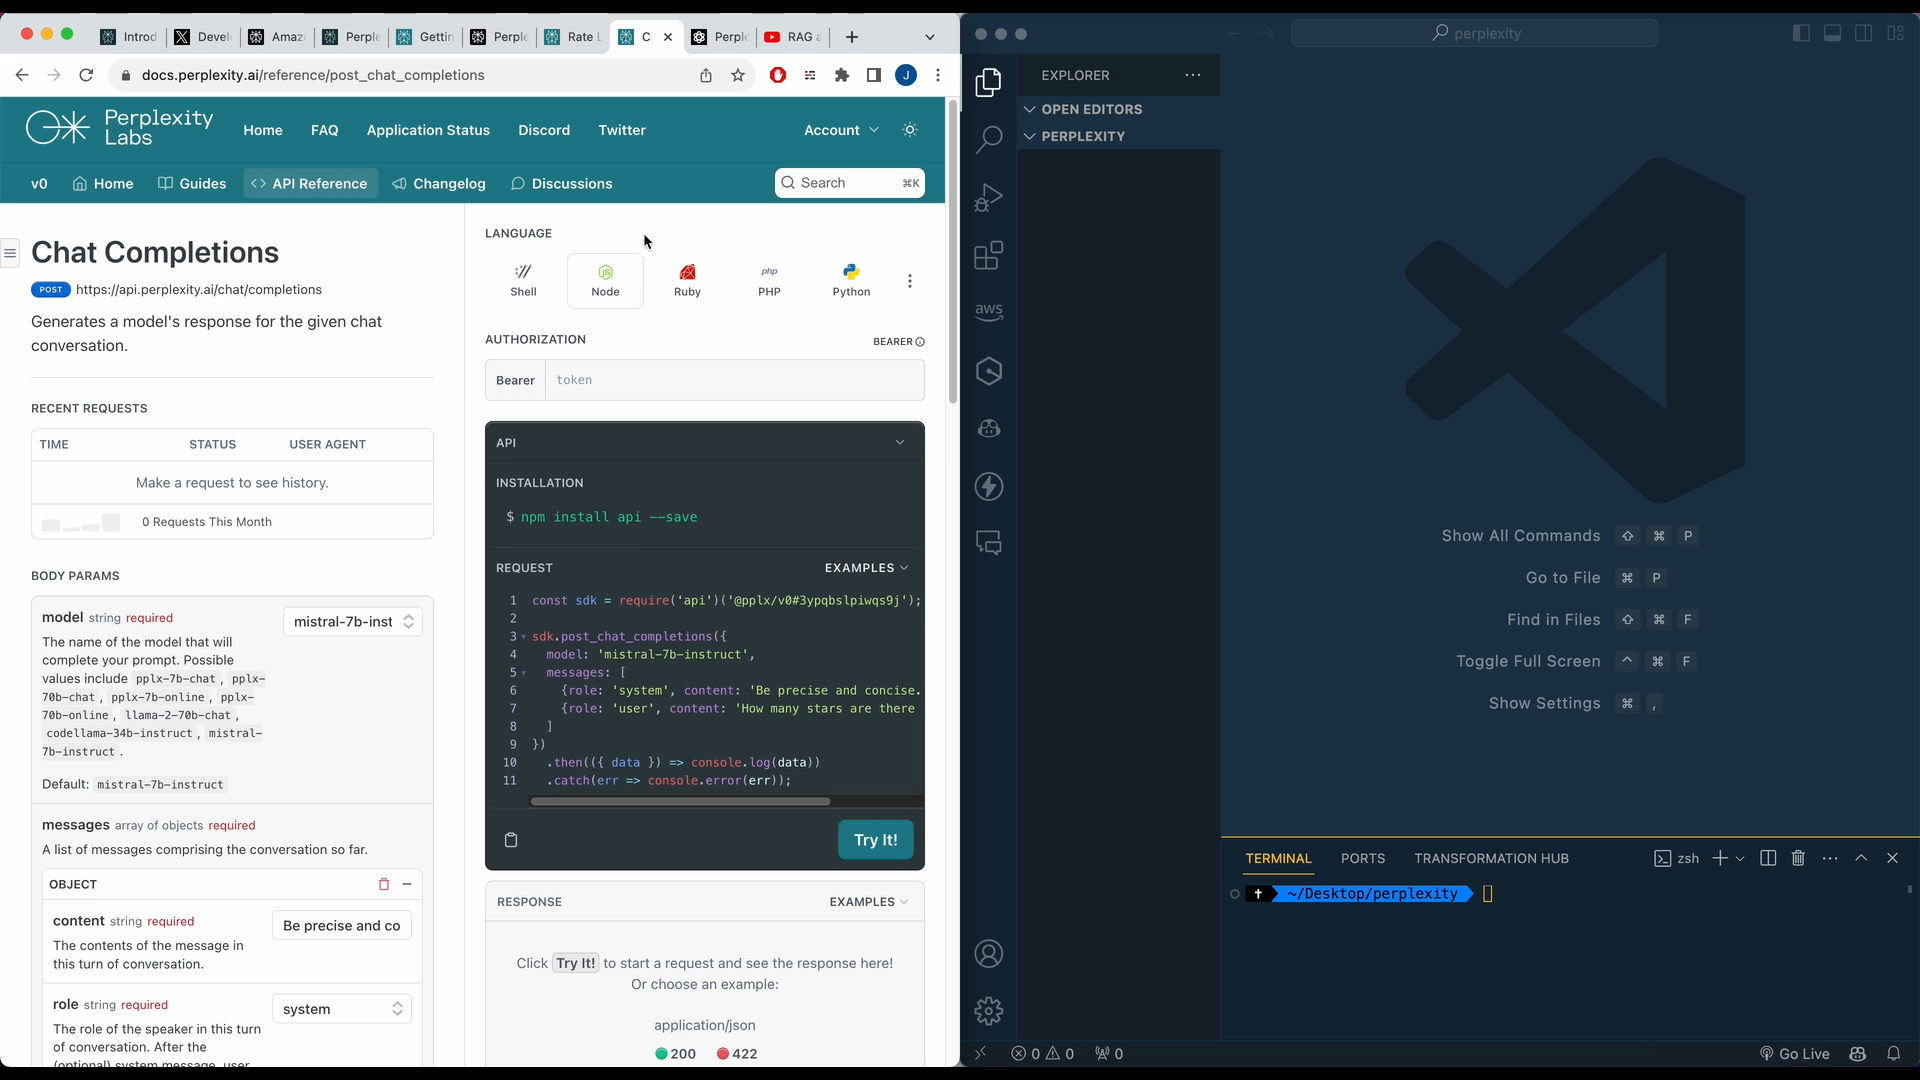 Introd
Devel
Amaz
Perple
Gettin
Perple
Rate L
C
Perple
RAG a
docs.perplexity.ai/reference/post_chat_completions
J
Perplexity
Labs
Home
FAQ
Application Status
Discord
Twitter
Account
v0
Home
Guides
API Reference
Changelog
Discussions
Search
⌘K
Chat Completions
POST https://api.perplexity.ai/chat/completions
Generates a model's response for the given chat
conversation.
RECENT REQUESTS
TIME STATUS USER AGENT
Make a request to see history.
0 Requests This Month
BODY PARAMS
model string required
mistral-7b-inst
The name of the model that will
complete your prompt. Possible
values include pplx-7b-chat , pplx-
70b-chat , pplx-7b-online , pplx-
70b-online , llama-2-70b-chat ,
codellama-34b-instruct , mistral-
7b-instruct .
Default: mistral-7b-instruct
messages array of objects required
A list of messages comprising the conversation so far.
OBJECT
content string required
Be precise and co
The contents of the message in
this turn of conversation.
role string required
system
The role of the speaker in this turn
of conversation. After the
(optional) system message, user
LANGUAGE
Shell
Node
Ruby
php
PHP
Python
AUTHORIZATION
BEARER
Bearer token
API
INSTALLATION
$ npm install api --save
REQUEST
EXAMPLES
1 const sdk = require('api')('@pplx/v0#3ypqbslpiwqs9j');
2
3 sdk.post_chat_completions({
4 model: 'mistral-7b-instruct',
5 messages: [
6 {role: 'system', content: 'Be precise and concise.
7 {role: 'user', content: 'How many stars are there
8 ]
9 })
10 .then(({ data }) => console.log(data))
11 .catch(err => console.error(err));
Try It!
RESPONSE
EXAMPLES
Click Try It! to start a request and see the response here!
Or choose an example:
application/json
200
422
perplexity
EXPLORER
OPEN EDITORS
PERPLEXITY
aws
Show All Commands ⇧ ⌘ P
Go to File ⌘ P
Find in Files ⇧ ⌘ F
Toggle Full Screen ^ ⌘ F
Show Settings ⌘ ,
TERMINAL
PORTS
TRANSFORMATION HUB
zsh
~/Desktop/perplexity
0 0
0
Go Live